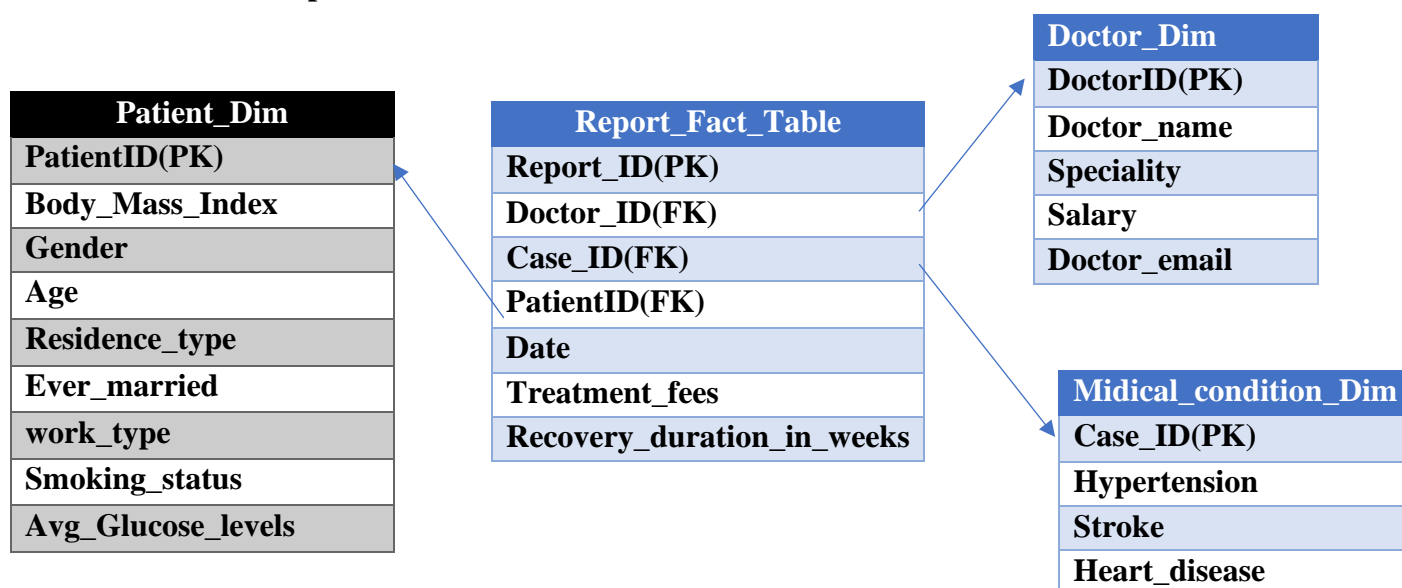 Patient_Dim
PatientID(PK)
Body_Mass_Index
Gender
Age
Residence_type
Ever_married
work_type
Smoking_status
Avg_Glucose_levels
Report_Fact_Table
Report_ID(PK)
Doctor_ID(FK)
Case_ID(FK)
PatientID(FK)
Date
Treatment_fees
Recovery_duration_in_weeks
Doctor_Dim
DoctorID(PK)
Doctor_name
Speciality
Salary
Doctor_email
Midical_condition_Dim
Case_ID(PK)
Hypertension
Stroke
Heart_disease